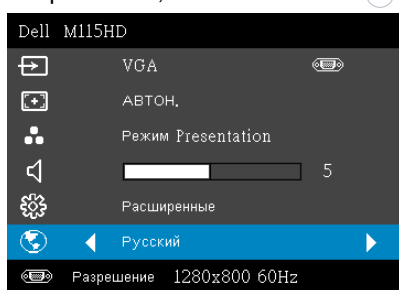 Dell M115HD
VGA
АВТОН.
Режим Presentation
5
Расширенные
Русский
Разрешение 1280x800 60Hz